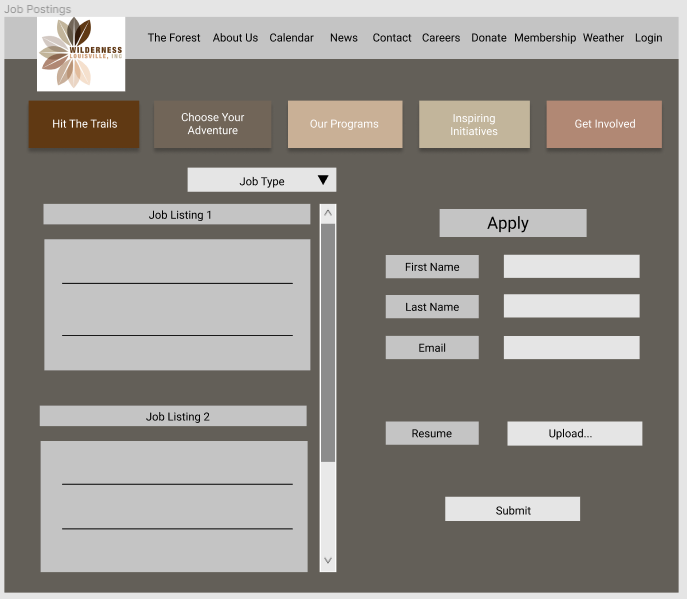 Job Postings
WILDERNESS
LOUISVILLE, INC
The Forest About Us Calendar News Contact Careers Donate Membership Weather Login
Hit The Trails
Choose Your
Adventure
Our Programs
Inspiring
Initiatives
Get Involved
Job Type
Job Listing 1
Job Listing 2
Apply
First Name
Last Name
Email
Resume
Upload...
Submit